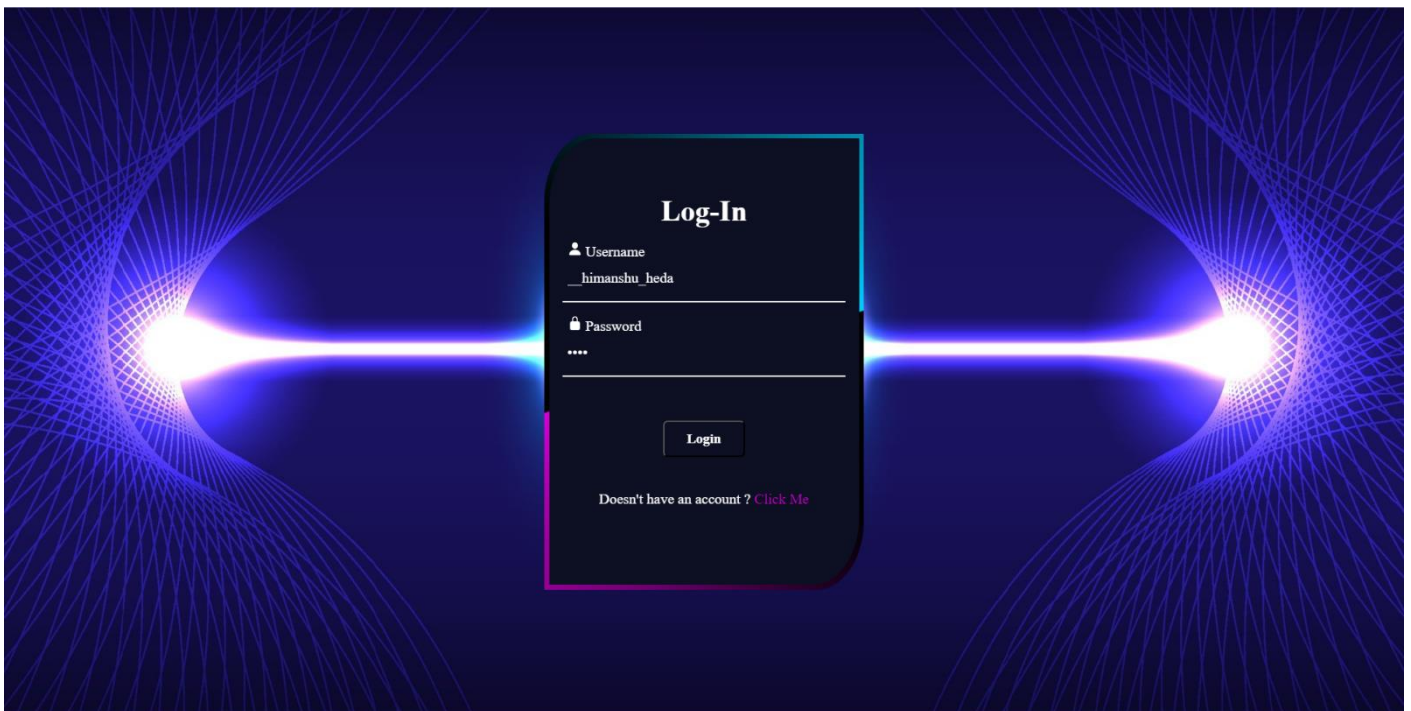 Log-In
Username
__himanshu_heda
Password
••••
Login
Doesn't have an account ? Click Me